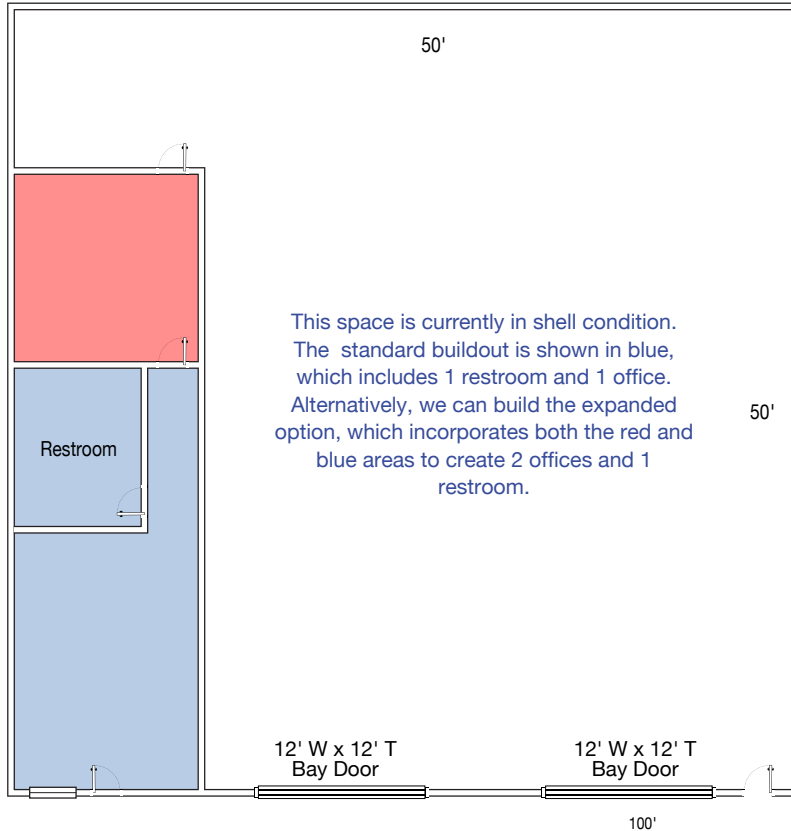 50'
This space is currently in shell condition.
The standard buildout is shown in blue,
which includes 1 restroom and 1 office.
Alternatively, we can build the expanded
option, which incorporates both the red and
blue areas to create 2 offices and 1
restroom.
50'
Restroom
12' W x 12' T
Bay Door
12' W x 12' T
Bay Door
100'